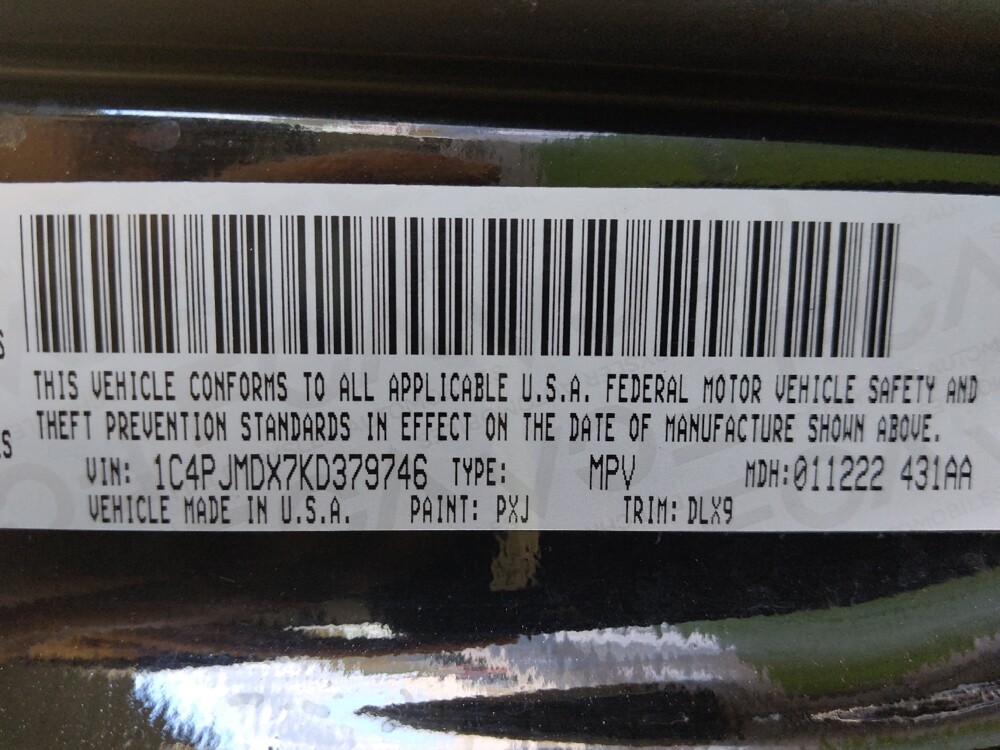 THIS VEHICLE CONFORMS TO ALL APPLICABLE U.S.A. FEDERAL MOTOR VEHICLE SAFETY AND
THEFT PREVENTION STANDARDS IN EFFECT ON THE DATE OF MANUFACTURE SHOWN ABOVE.
VIN: 1C4PJMDX7KD379746 TYPE: MPV MDH:011222 431AA
VEHICLE MADE IN U.S.A. PAINT: PXJ TRIM: DLX9